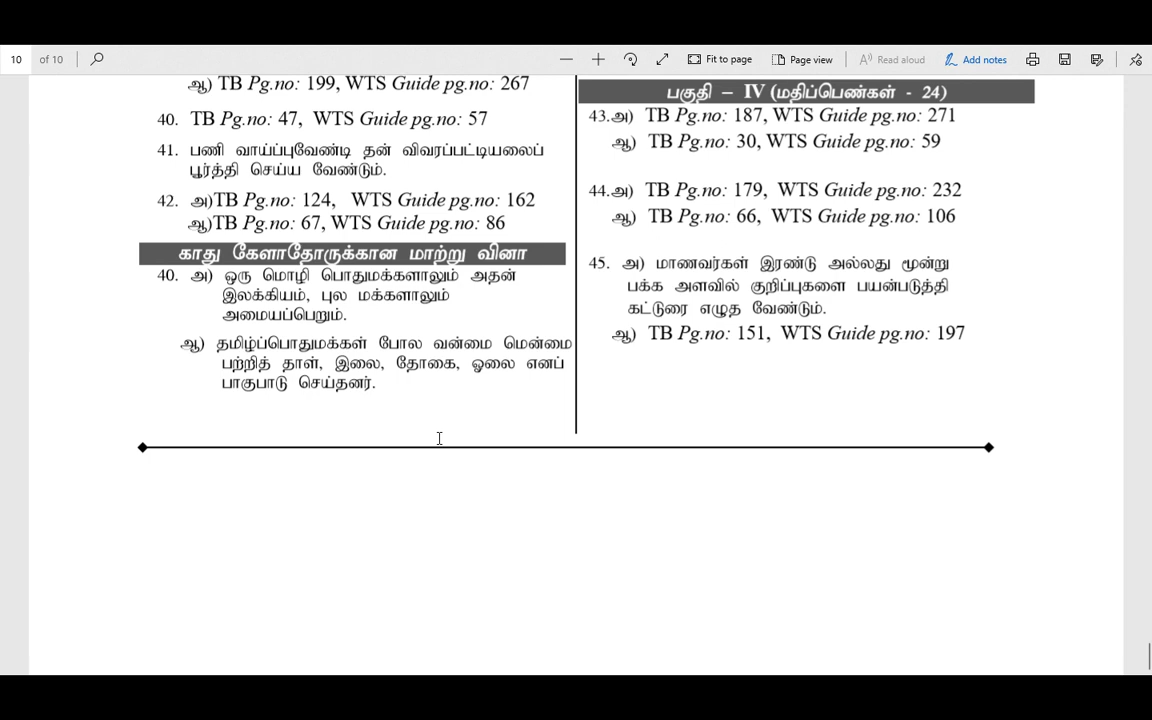 10 of 10 Fit to page Page view Read aloud Add notes
ஆ) TB Pg.no: 199, WTS Guide pg.no: 267
40. TB Pg.no: 47, WTS Guide pg.no: 57
41. பணி வாய்ப்புவேண்டி தன் விவரப்பட்டியலைப்
பூர்த்தி செய்ய வேண்டும்.
42. அ)TB Pg.no: 124, WTS Guide pg.no: 162
ஆ)TB Pg.no: 67, WTS Guide pg.no: 86
காது கேளாதோருக்கான மாற்று வினா
40. அ) ஒரு மொழி பொதுமக்களாலும் அதன்
இலக்கியம், புல மக்களாலும்
அமையப்பெறும்.
ஆ) தமிழ்ப்பொதுமக்கள் போல வன்மை மென்மை
பற்றித் தாள், இலை, தோகை, ஓலை எனப்
பாகுபாடு செய்தனர்.
பகுதி – IV (மதிப்பெண்கள் - 24)
43.அ) TB Pg.no: 187, WTS Guide pg.no: 271
ஆ) TB Pg.no: 30, WTS Guide pg.no: 59
44.அ) TB Pg.no: 179, WTS Guide pg.no: 232
ஆ) TB Pg.no: 66, WTS Guide pg.no: 106
45. அ) மாணவர்கள் இரண்டு அல்லது மூன்று
பக்க அளவில் குறிப்புகளை பயன்படுத்தி
கட்டுரை எழுத வேண்டும்.
ஆ) TB Pg.no: 151, WTS Guide pg.no: 197